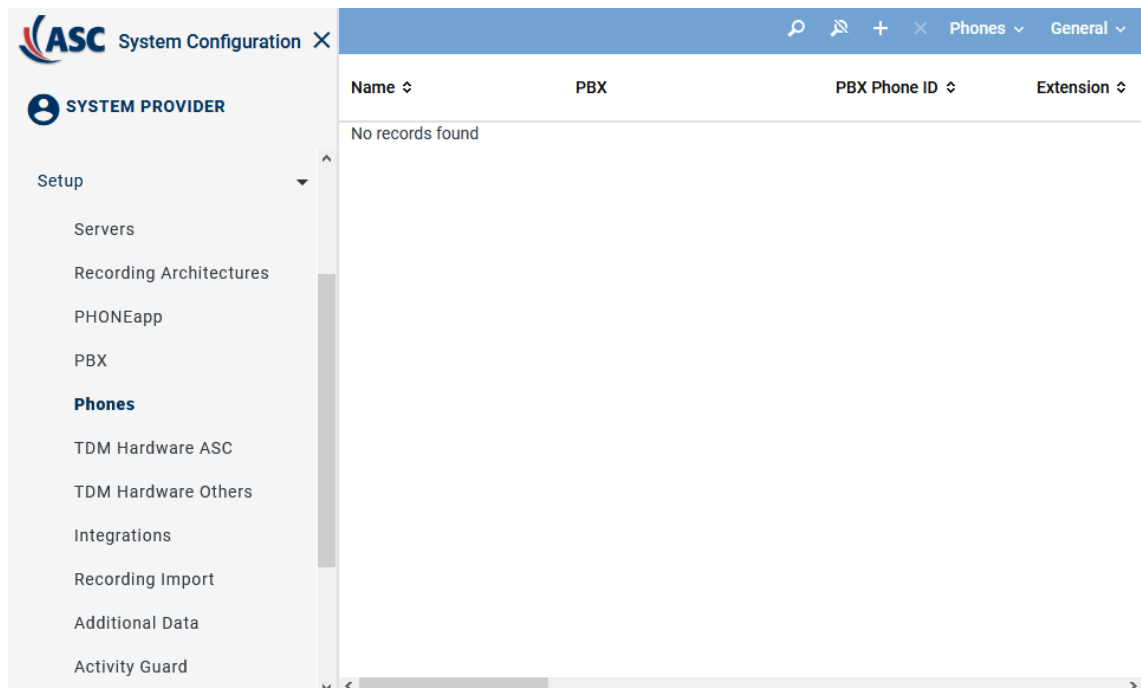 ASC System Configuration
Phones General
SYSTEM PROVIDER
Name PBX PBX Phone ID Extension
No records found
Setup
Servers
Recording Architectures
PHONEapp
PBX
Phones
TDM Hardware ASC
TDM Hardware Others
Integrations
Recording Import
Additional Data
Activity Guard